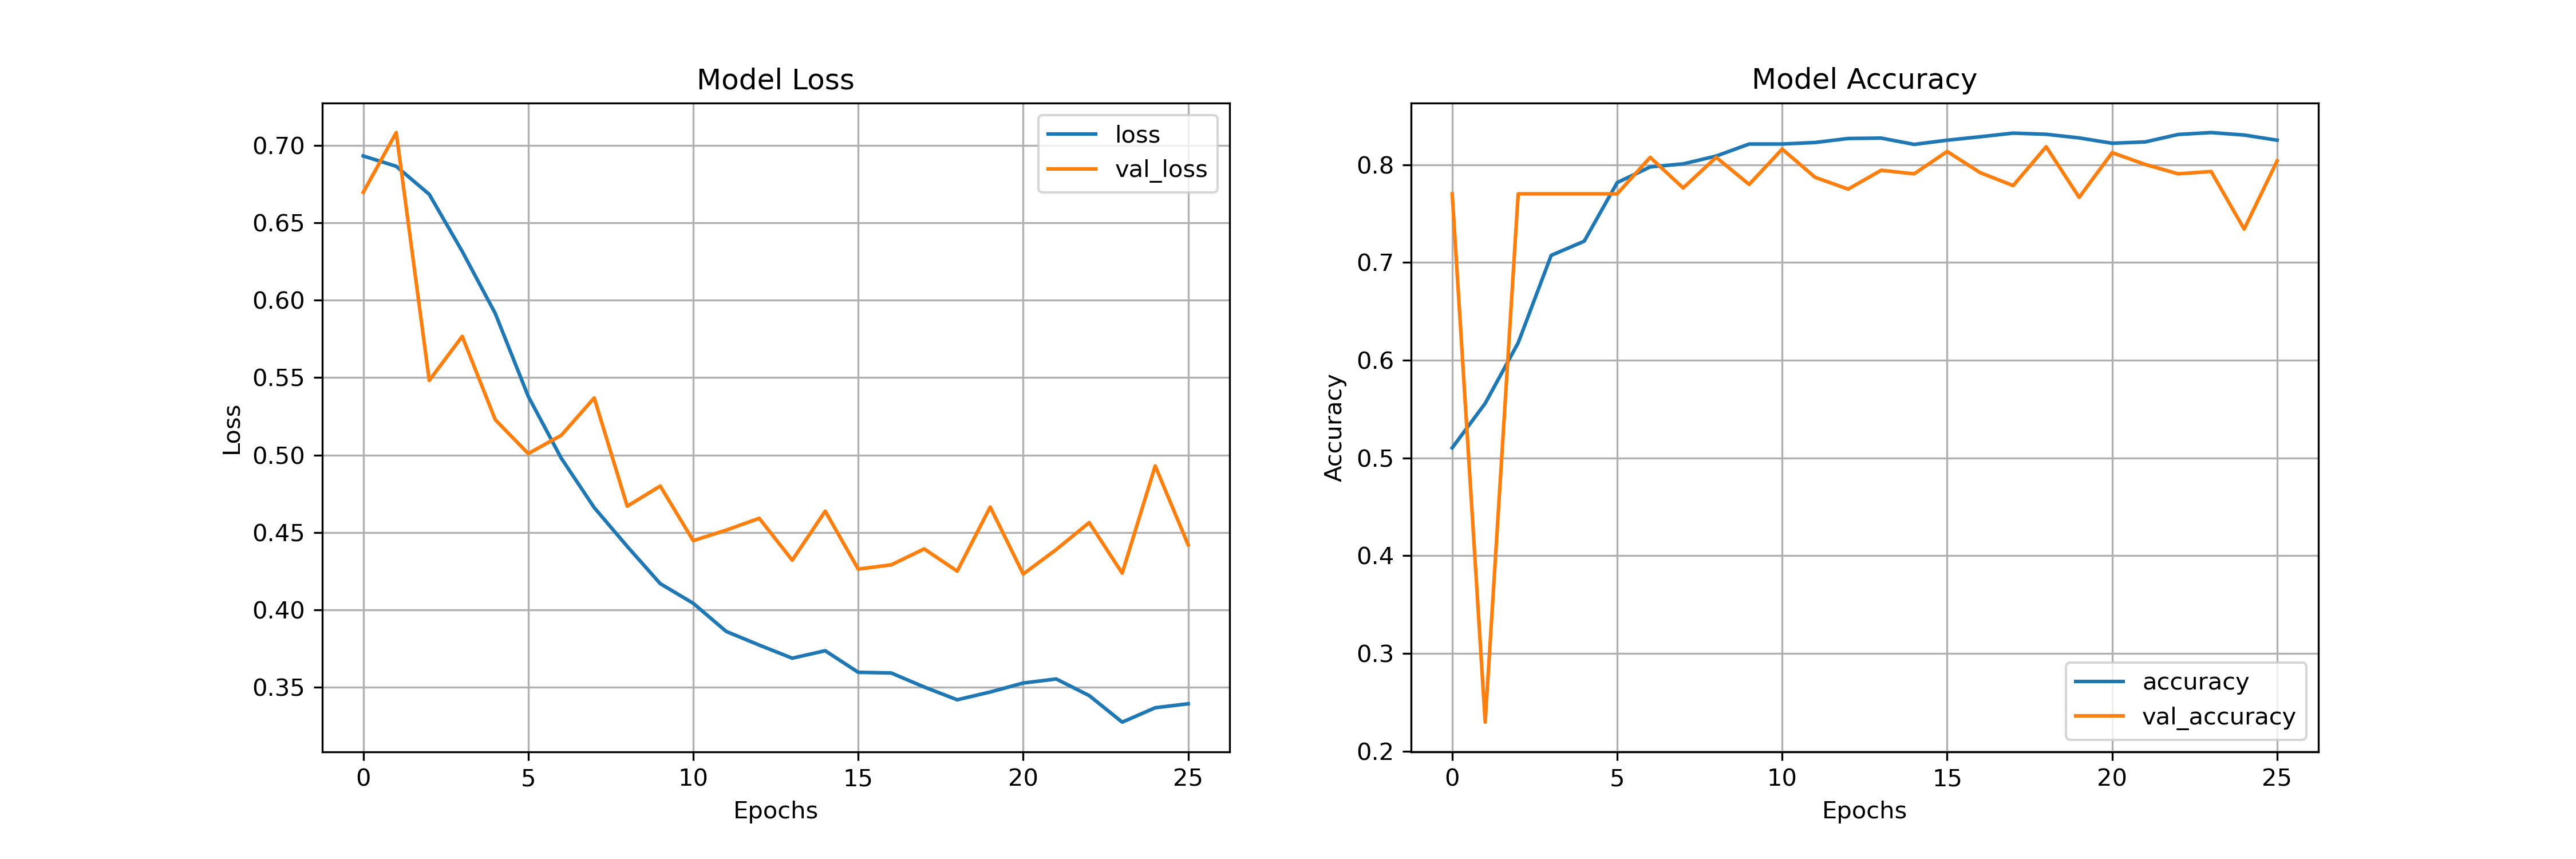 Model Loss
loss
val_loss
0.70
0.65
0.60
0.55
0.50
0.45
0.40
0.35
Loss
0 5 10 15 20 25
Epochs
Model Accuracy
0.8
0.7
0.6
0.5
0.4
0.3
0.2
Accuracy
accuracy
val_accuracy
0 5 10 15 20 25
Epochs